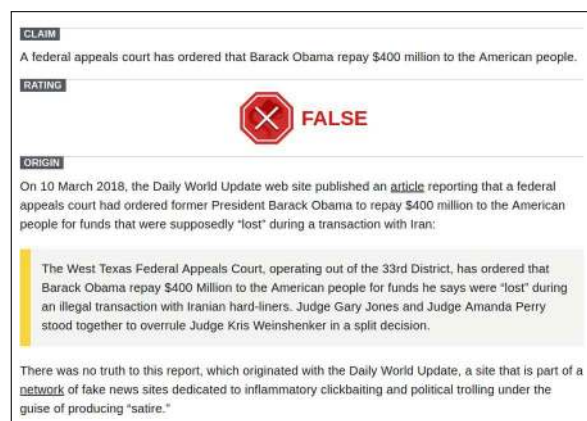 CLAIM
A federal appeals court has ordered that Barack Obama repay $400 million to the American people.
RATING
FALSE
ORIGIN
On 10 March 2018, the Daily World Update web site published an article reporting that a federal
appeals court had ordered former President Barack Obama to repay $400 million to the American
people for funds that were supposedly “lost” during a transaction with Iran:
The West Texas Federal Appeals Court, operating out of the 33rd District, has ordered that
Barack Obama repay $400 Million to the American people for funds he says were “lost” during
an illegal transaction with Iranian hard-liners. Judge Gary Jones and Judge Amanda Perry
stood together to overrule Judge Kris Weinshenker in a split decision.
There was no truth to this report, which originated with the Daily World Update, a site that is part of a
network of fake news sites dedicated to inflammatory clickbaiting and political trolling under the
guise of producing “satire.”